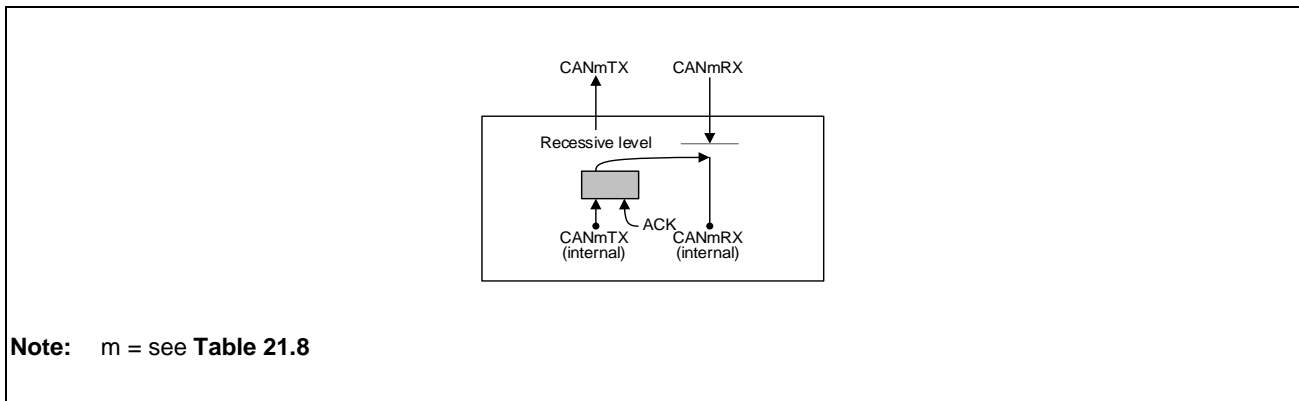 CANmTX CANmRX
Recessive level
ACK
CANmTX CANmRX
(internal) (internal)
Note: m = see Table 21.8